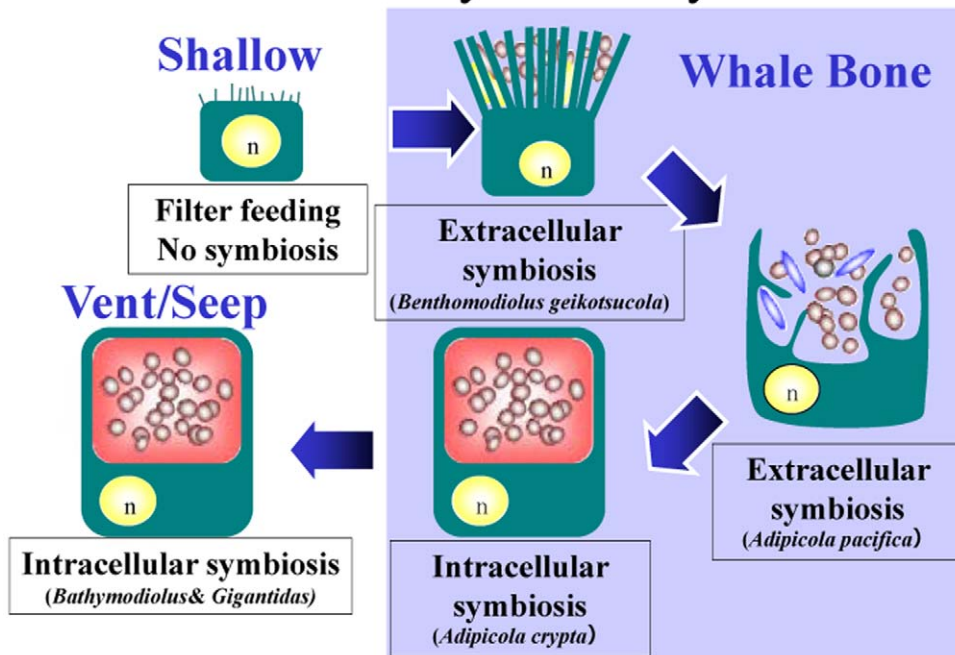 Shallow
Whale Bone
n
n
Filter feeding
No symbiosis
Extracellular
symbiosis
(Benthomodiolus geikotsucola)
Vent/Seep
n
n
n
Extracellular
symbiosis
(Adipicola pacifica)
Intracellular symbiosis
(Bathymodiolus& Gigantidas)
Intracellular
symbiosis
(Adipicola crypta)